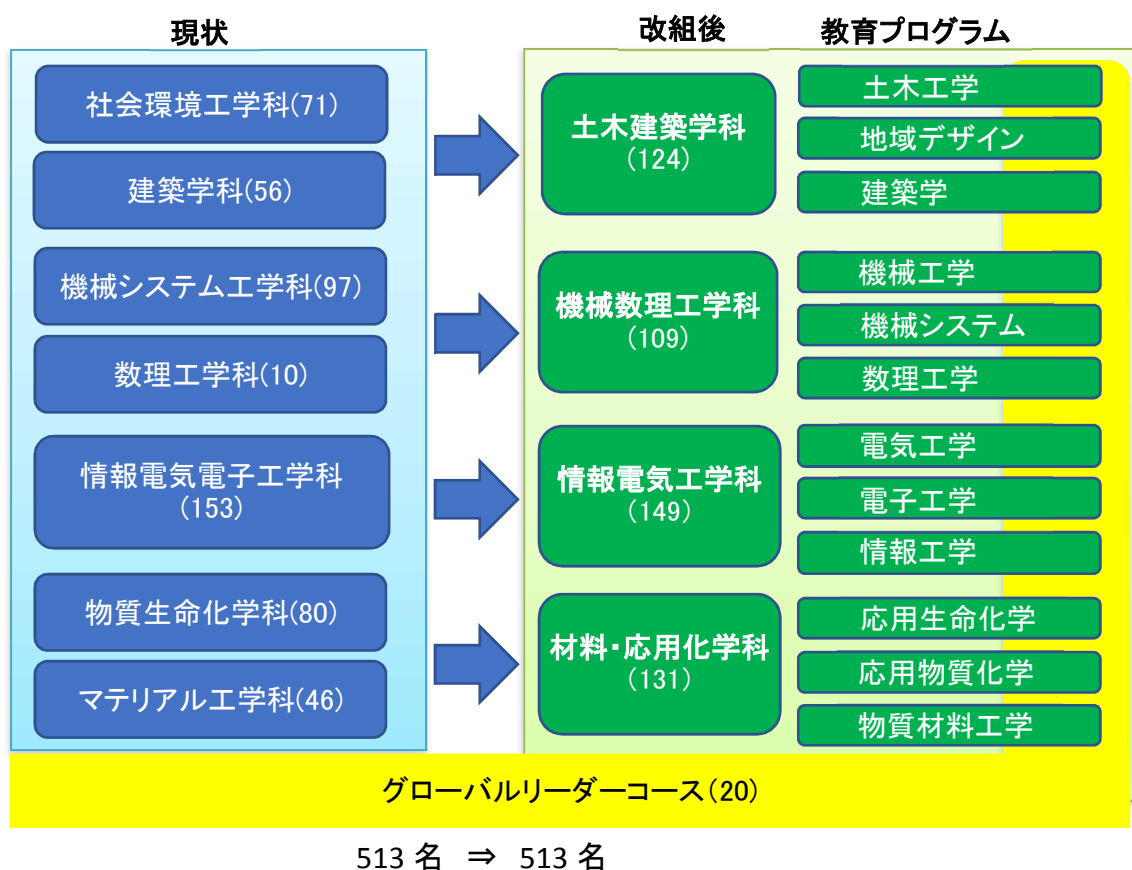 現状
社会環境工学科(71)
建築学科(56)
機械システム工学科(97)
数理工学科(10)
情報電気電子工学科
(153)
物質生命化学科(80)
マテリアル工学科(46)
改組後
土木建築学科
(124)
機械数理工学科
(109)
情報電気工学科
(149)
材料・応用化学科
(131)
教育プログラム
土木工学
地域デザイン
建築学
機械工学
機械システム
数理工学
電気工学
電子工学
情報工学
応用生命化学
応用物質化学
物質材料工学
グローバルリーダーコース(20)
513 名 ⇒ 513 名